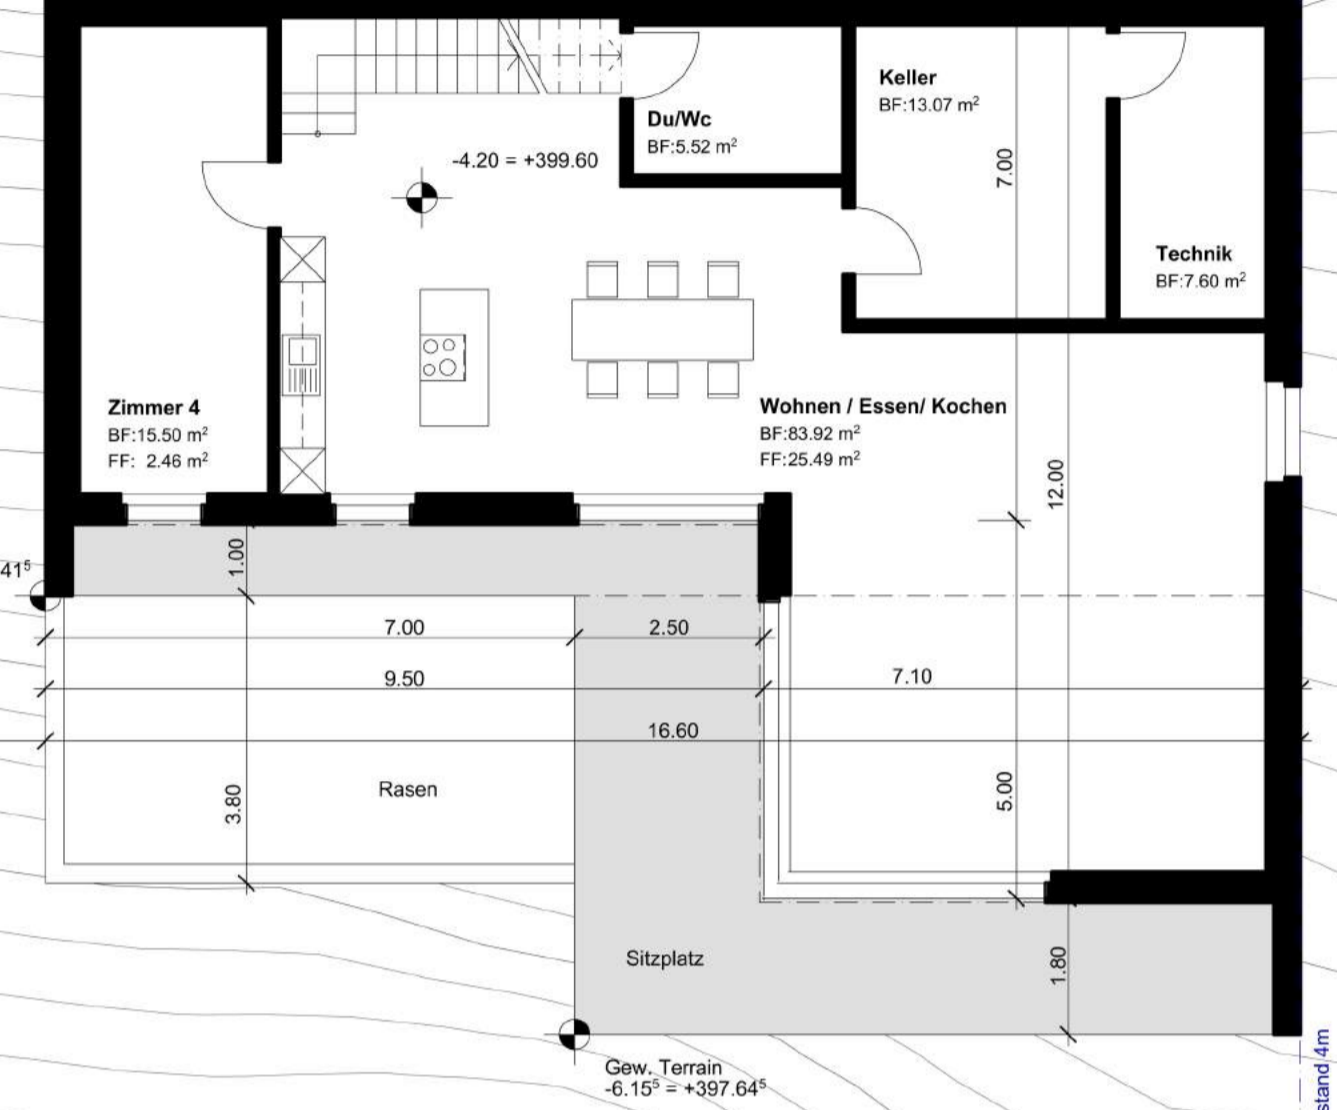 Keller
BF:13.07 m²
Du/Wc
BF:5.52 m²
-4.20 = +399.60
7.00
Technik
BF:7.60 m²
Zimmer 4
BF:15.50 m²
FF: 2.46 m²
Wohnen / Essen/ Kochen
BF:83.92 m²
FF:25.49 m²
12.00
1.00
41⁵
7.00
2.50
9.50
7.10
16.60
Rasen
3.80
5.00
Sitzplatz
1.80
Gew. Terrain
-6.15⁵ = +397.64⁵
stand 4m